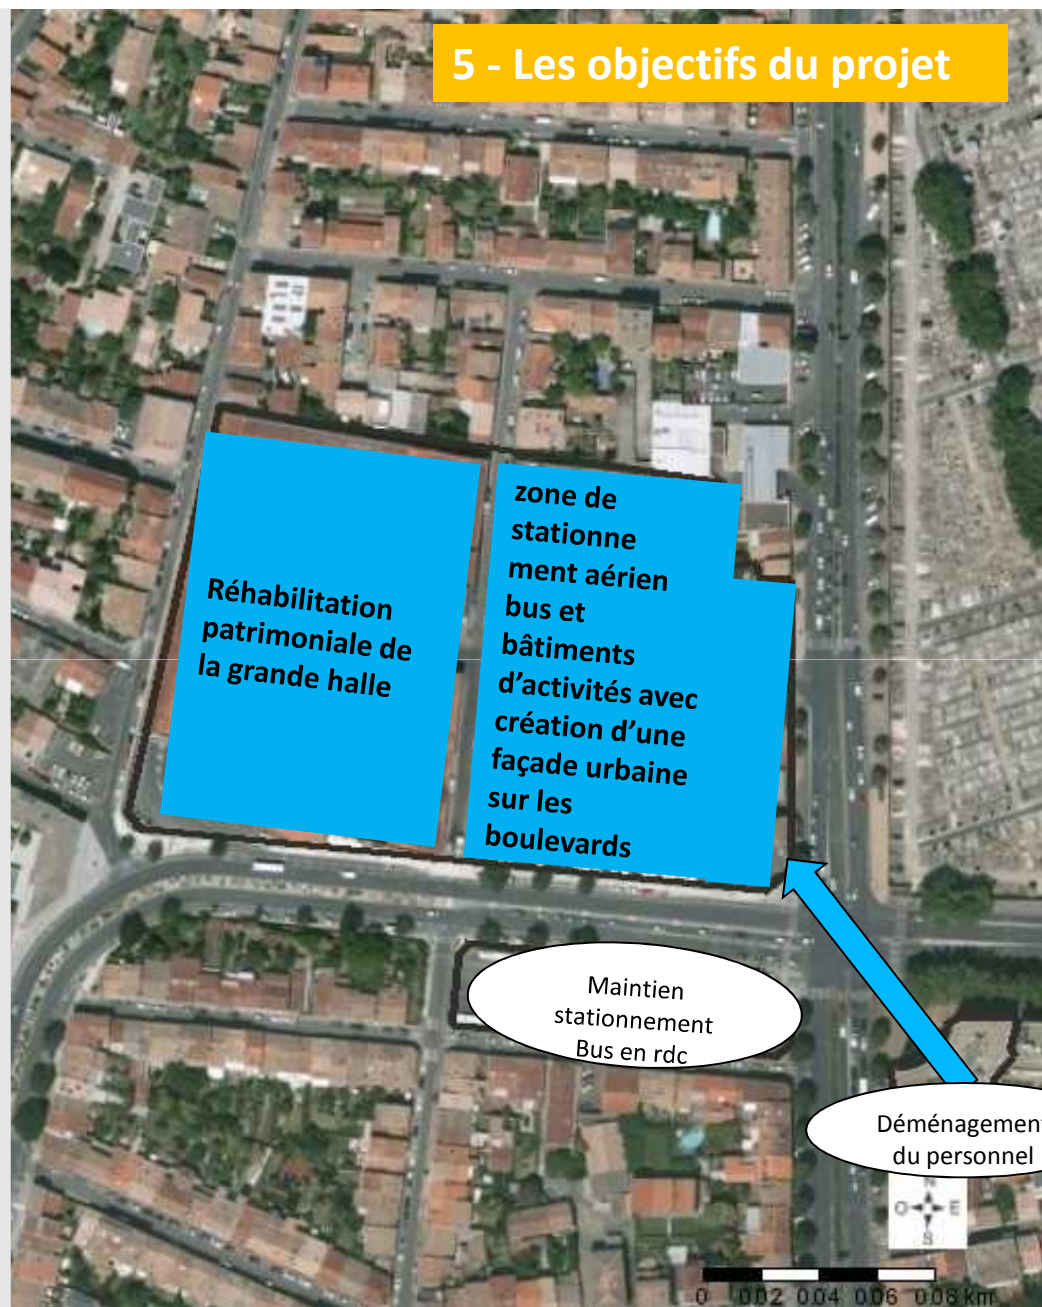 5 - Les objectifs du projet
zone de
stationne
ment aérien
bus et
bâtiments
d'activités avec
création d'une
façade urbaine
sur les
boulevards
Réhabilitation
patrimoniale de
la grande halle
Maintien
stationnement
Bus en rdc
Déménagement
du personnel
N
O E
S
0 0.02 0.04 0.06 0.08 km